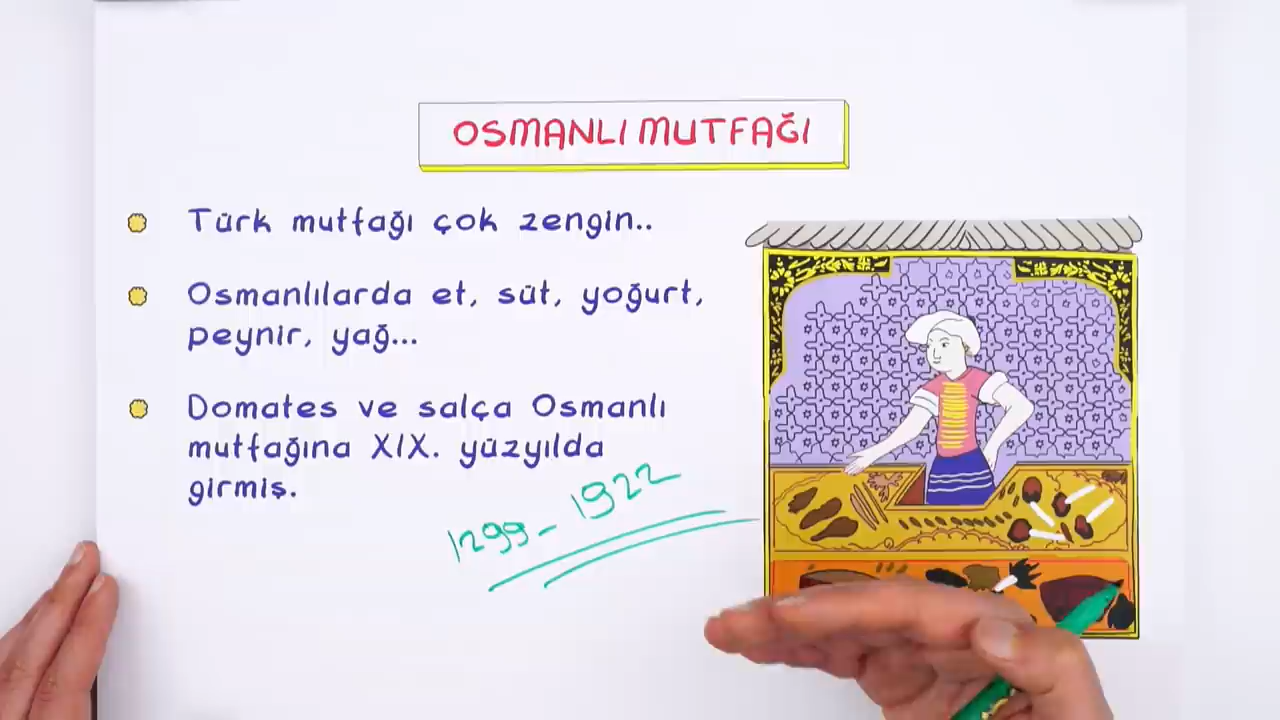 OSMANLI MUTFAĞI
Türk mutfağı çok zengin..
Osmanlılarda et, süt, yoğurt,
peynir, yağ...
Domates ve salça Osmanlı
mutfağına XIX. yüzyılda
girmiş.
1299-1922